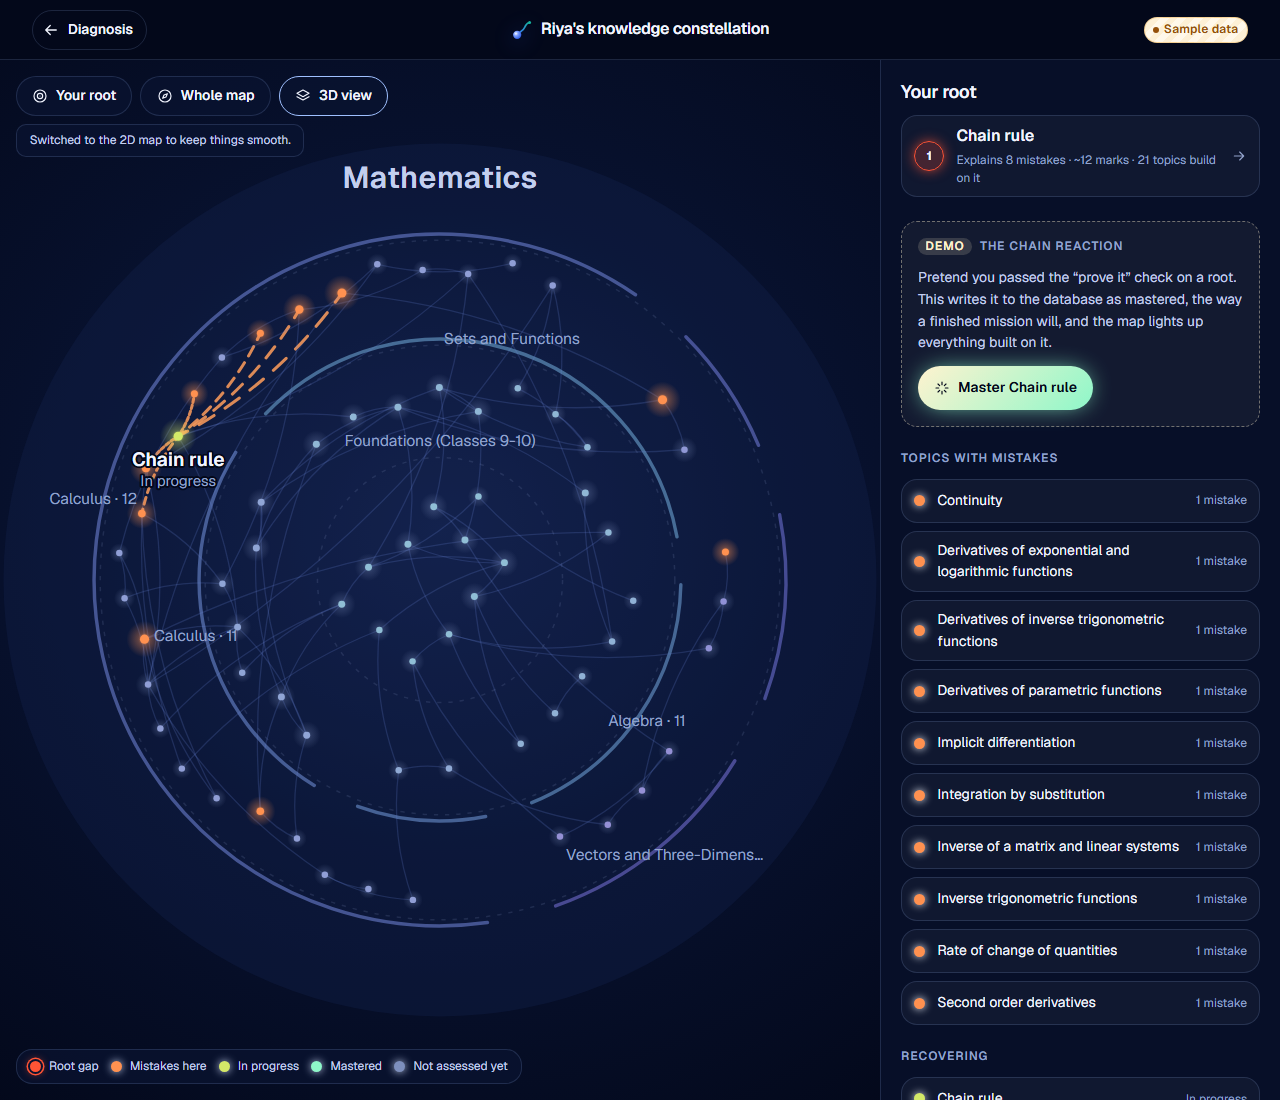 Diagnosis
Riya's knowledge constellation
Sample data
Your root
Whole map
3D view
Switched to the 2D map to keep things smooth.
Mathematics
Sets and Functions
Foundations (Classes 9-10)
Chain rule
In progress
Calculus · 12
Calculus · 11
Algebra · 11
Vectors and Three-Dimens...
Root gap
Mistakes here
In progress
Mastered
Not assessed yet
Your root
1
Chain rule
Explains 8 mistakes · ~12 marks · 21 topics build
on it
DEMO THE CHAIN REACTION
Pretend you passed the “prove it” check on a root.
This writes it to the database as mastered, the way
a finished mission will, and the map lights up
everything built on it.
Master Chain rule
TOPICS WITH MISTAKES
Continuity 1 mistake
Derivatives of exponential and
logarithmic functions 1 mistake
Derivatives of inverse trigonometric
functions 1 mistake
Derivatives of parametric functions 1 mistake
Implicit differentiation 1 mistake
Integration by substitution 1 mistake
Inverse of a matrix and linear systems 1 mistake
Inverse trigonometric functions 1 mistake
Rate of change of quantities 1 mistake
Second order derivatives 1 mistake
RECOVERING
Chain rule In progress